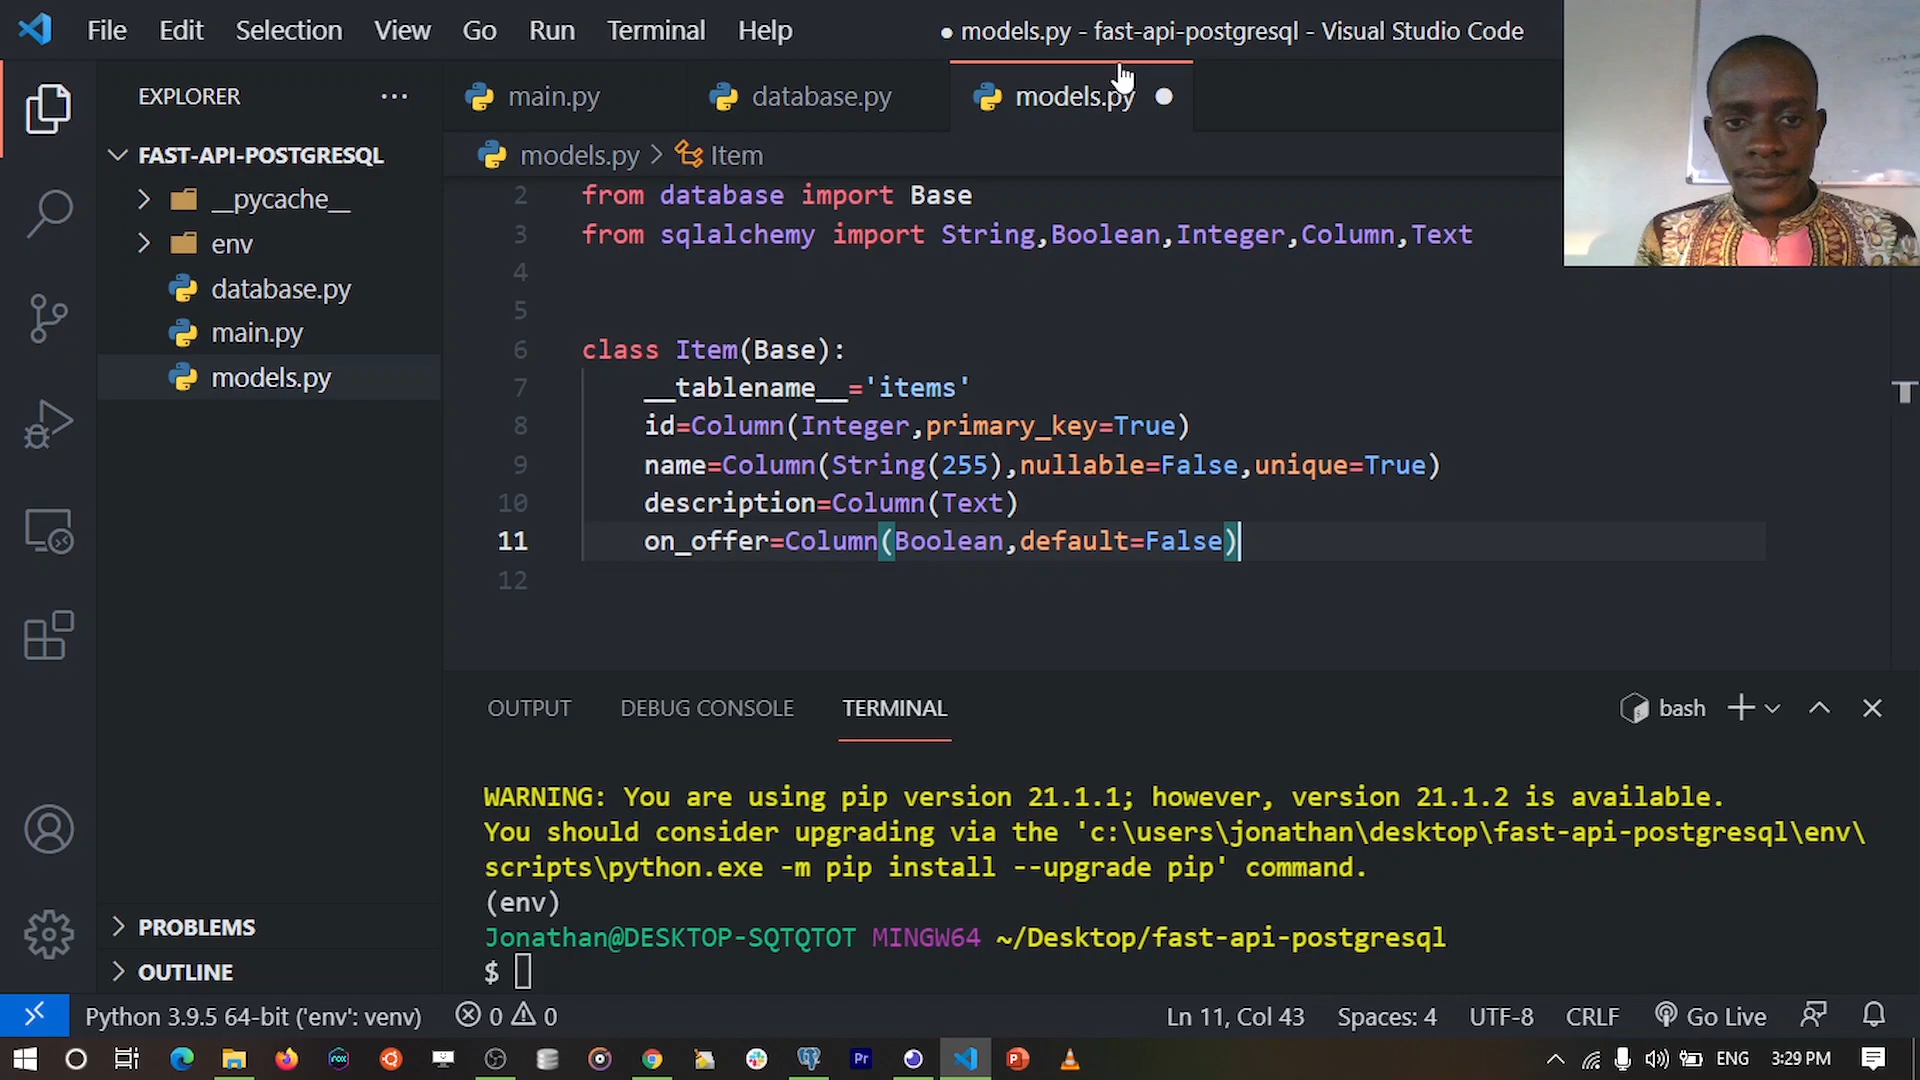 File Edit Selection View Go Run Terminal Help ● models.py - fast-api-postgresql - Visual Studio Code
EXPLORER ···
main.py database.py models.py
models.py > Item
FAST-API-POSTGRESQL
__pycache__
env
database.py
main.py
models.py
2 from database import Base
3 from sqlalchemy import String,Boolean,Integer,Column,Text
4
5
6 class Item(Base):
7 __tablename__='items'
8 id=Column(Integer,primary_key=True)
9 name=Column(String(255),nullable=False,unique=True)
10 description=Column(Text)
11 on_offer=Column(Boolean,default=False)
12
OUTPUT DEBUG CONSOLE TERMINAL bash
WARNING: You are using pip version 21.1.1; however, version 21.1.2 is available.
You should consider upgrading via the 'c:\users\jonathan\desktop\fast-api-postgresql\env\
scripts\python.exe -m pip install --upgrade pip' command.
(env)
Jonathan@DESKTOP-SQTQTOT MINGW64 ~/Desktop/fast-api-postgresql
$
PROBLEMS
OUTLINE
Python 3.9.5 64-bit ('env': venv) 0 0 Ln 11, Col 43 Spaces: 4 UTF-8 CRLF Go Live
nox Pr ENG 3:29 PM